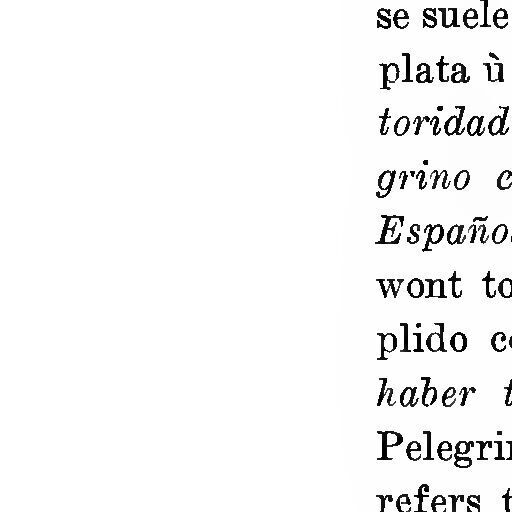 se suele
plata ù
toridad
grino c
Españo
wont to
plido c
haber t
Pelegri
refers t